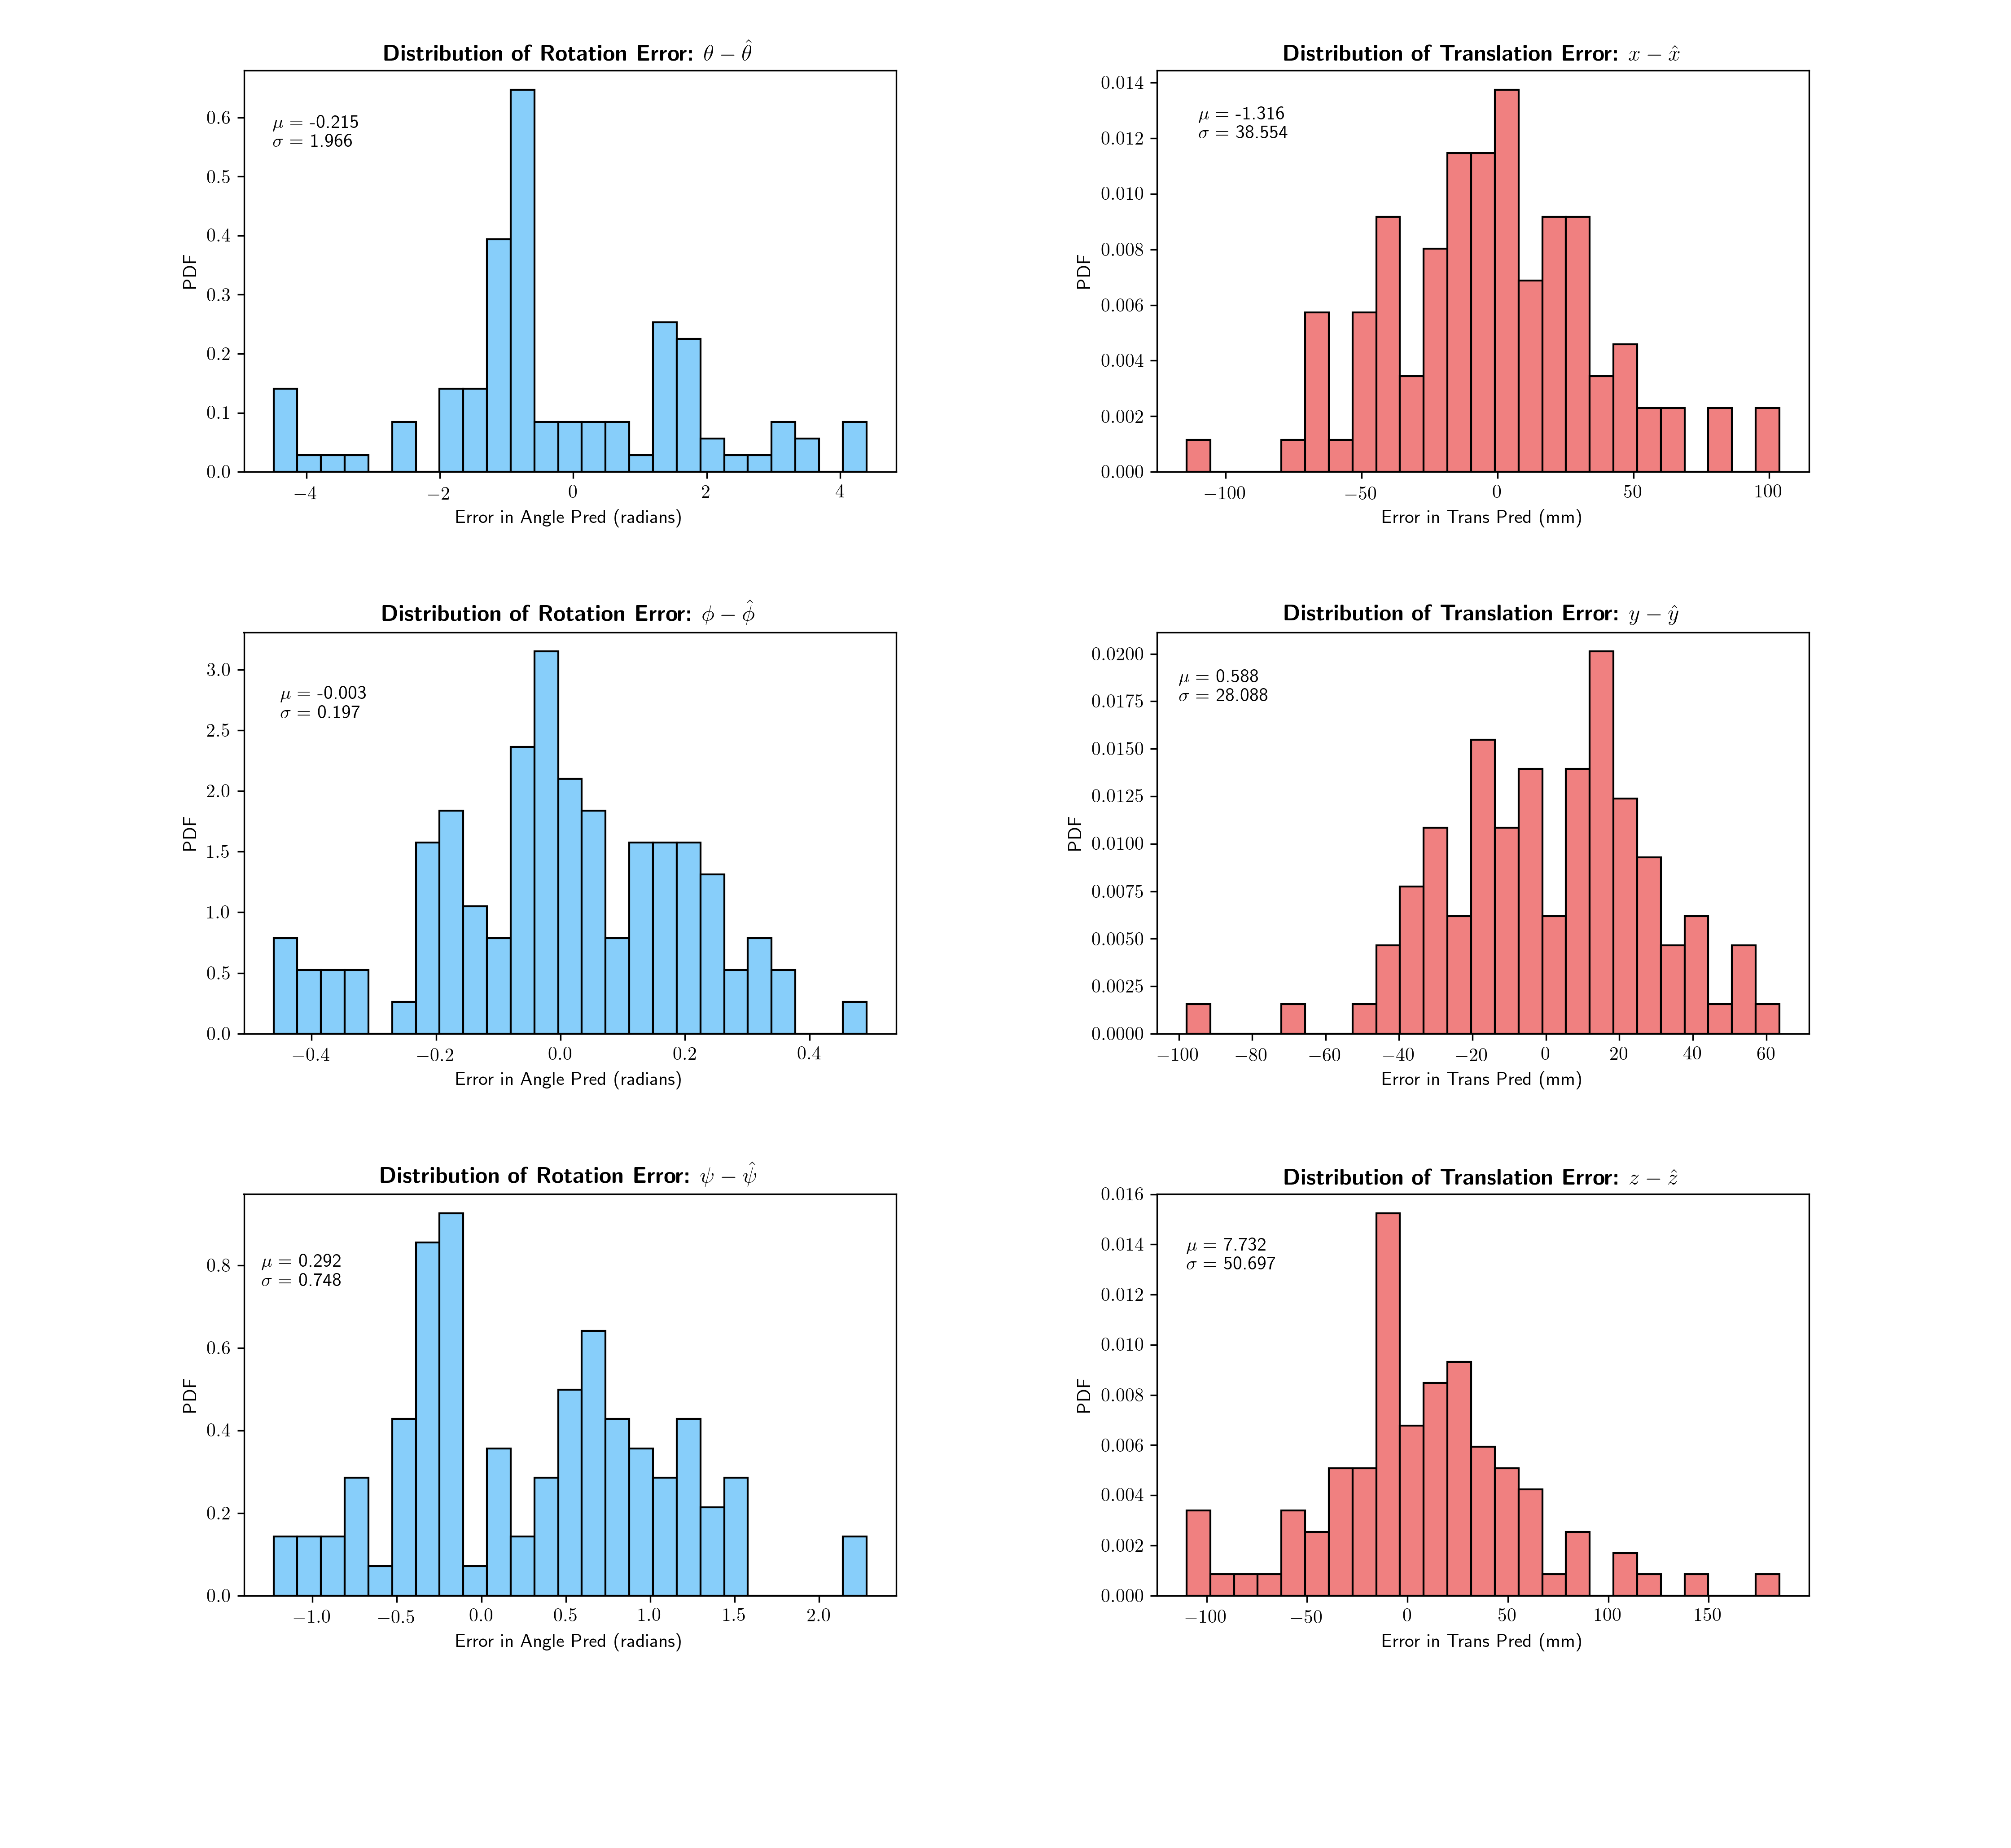 Distribution of Rotation Error: θ − θ̂
μ = -0.215
σ = 1.966
PDF
0.6
0.5
0.4
0.3
0.2
0.1
0.0
−4 −2 0 2 4
Error in Angle Pred (radians)
Distribution of Translation Error: x − x̂
μ = -1.316
σ = 38.554
PDF
0.014
0.012
0.010
0.008
0.006
0.004
0.002
0.000
−100 −50 0 50 100
Error in Trans Pred (mm)
Distribution of Rotation Error: ϕ − ϕ̂
μ = -0.003
σ = 0.197
PDF
3.0
2.5
2.0
1.5
1.0
0.5
0.0
−0.4 −0.2 0.0 0.2 0.4
Error in Angle Pred (radians)
Distribution of Translation Error: y − ŷ
μ = 0.588
σ = 28.088
PDF
0.0200
0.0175
0.0150
0.0125
0.0100
0.0075
0.0050
0.0025
0.0000
−100 −80 −60 −40 −20 0 20 40 60
Error in Trans Pred (mm)
Distribution of Rotation Error: ψ − ψ̂
μ = 0.292
σ = 0.748
PDF
0.8
0.6
0.4
0.2
0.0
−1.0 −0.5 0.0 0.5 1.0 1.5 2.0
Error in Angle Pred (radians)
Distribution of Translation Error: z − ẑ
μ = 7.732
σ = 50.697
PDF
0.016
0.014
0.012
0.010
0.008
0.006
0.004
0.002
0.000
−100 −50 0 50 100 150
Error in Trans Pred (mm)